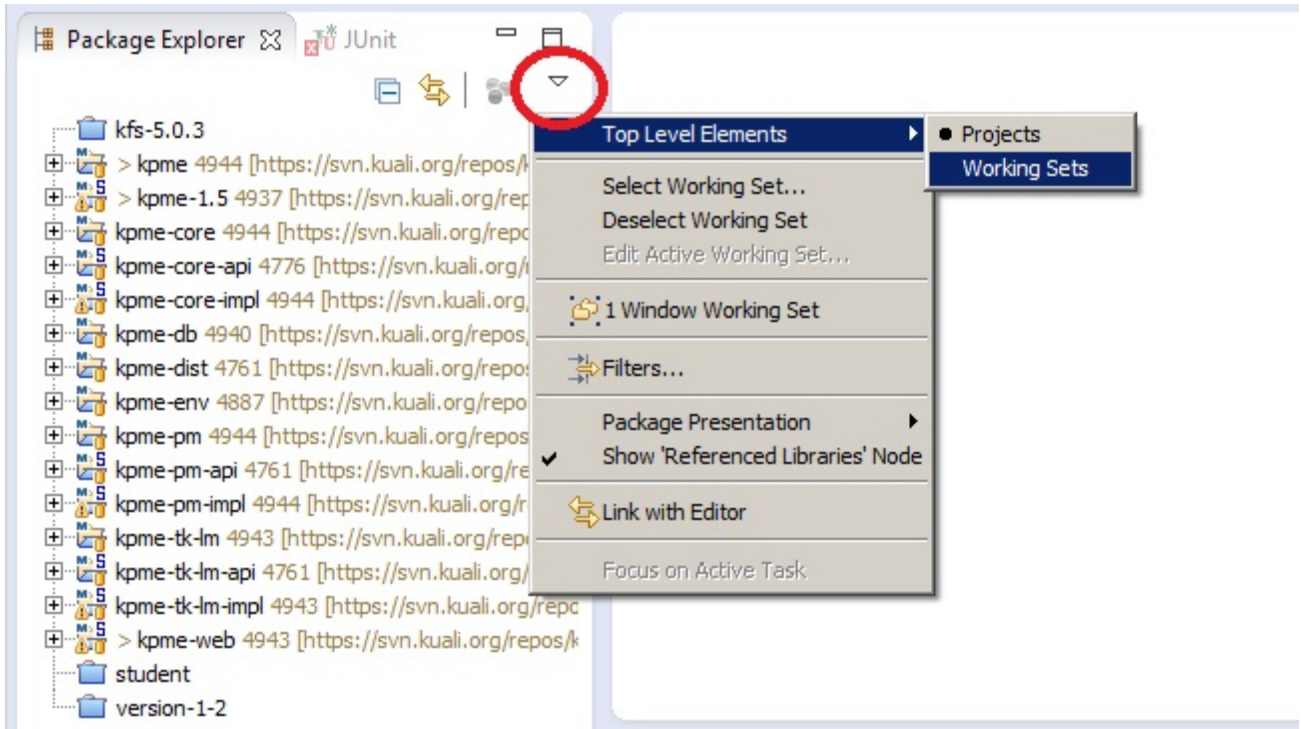 Package Explorer JUnit
kfs-5.0.3
> kpme 4944 [https://svn.kuali.org/repos/
> kpme-1.5 4937 [https://svn.kuali.org/rep
kpme-core 4944 [https://svn.kuali.org/repo
kpme-core-api 4776 [https://svn.kuali.org/
kpme-core-impl 4944 [https://svn.kuali.org,
kpme-db 4940 [https://svn.kuali.org/repos,
kpme-dist 4761 [https://svn.kuali.org/repo
kpme-env 4887 [https://svn.kuali.org/repo
kpme-pm 4944 [https://svn.kuali.org/repos
kpme-pm-api 4761 [https://svn.kuali.org/re
kpme-pm-impl 4944 [https://svn.kuali.org/r
kpme-tk-lm 4943 [https://svn.kuali.org/rep
kpme-tk-lm-api 4761 [https://svn.kuali.org/
kpme-tk-lm-impl 4943 [https://svn.kuali.org/repo
> kpme-web 4943 [https://svn.kuali.org/repos/k
student
version-1-2
Top Level Elements
Select Working Set...
Deselect Working Set
Edit Active Working Set...
1 Window Working Set
Filters...
Package Presentation
Show 'Referenced Libraries' Node
Link with Editor
Focus on Active Task
Projects
Working Sets